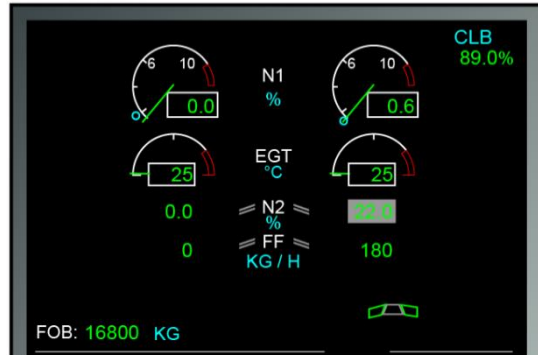 CLB
89.0%
6 10 N1 6 10
0.0 % 0.6
EGT
25 °C 25
0.0 N2 22.0
%
0 FF 180
KG / H
FOB: 16800 KG